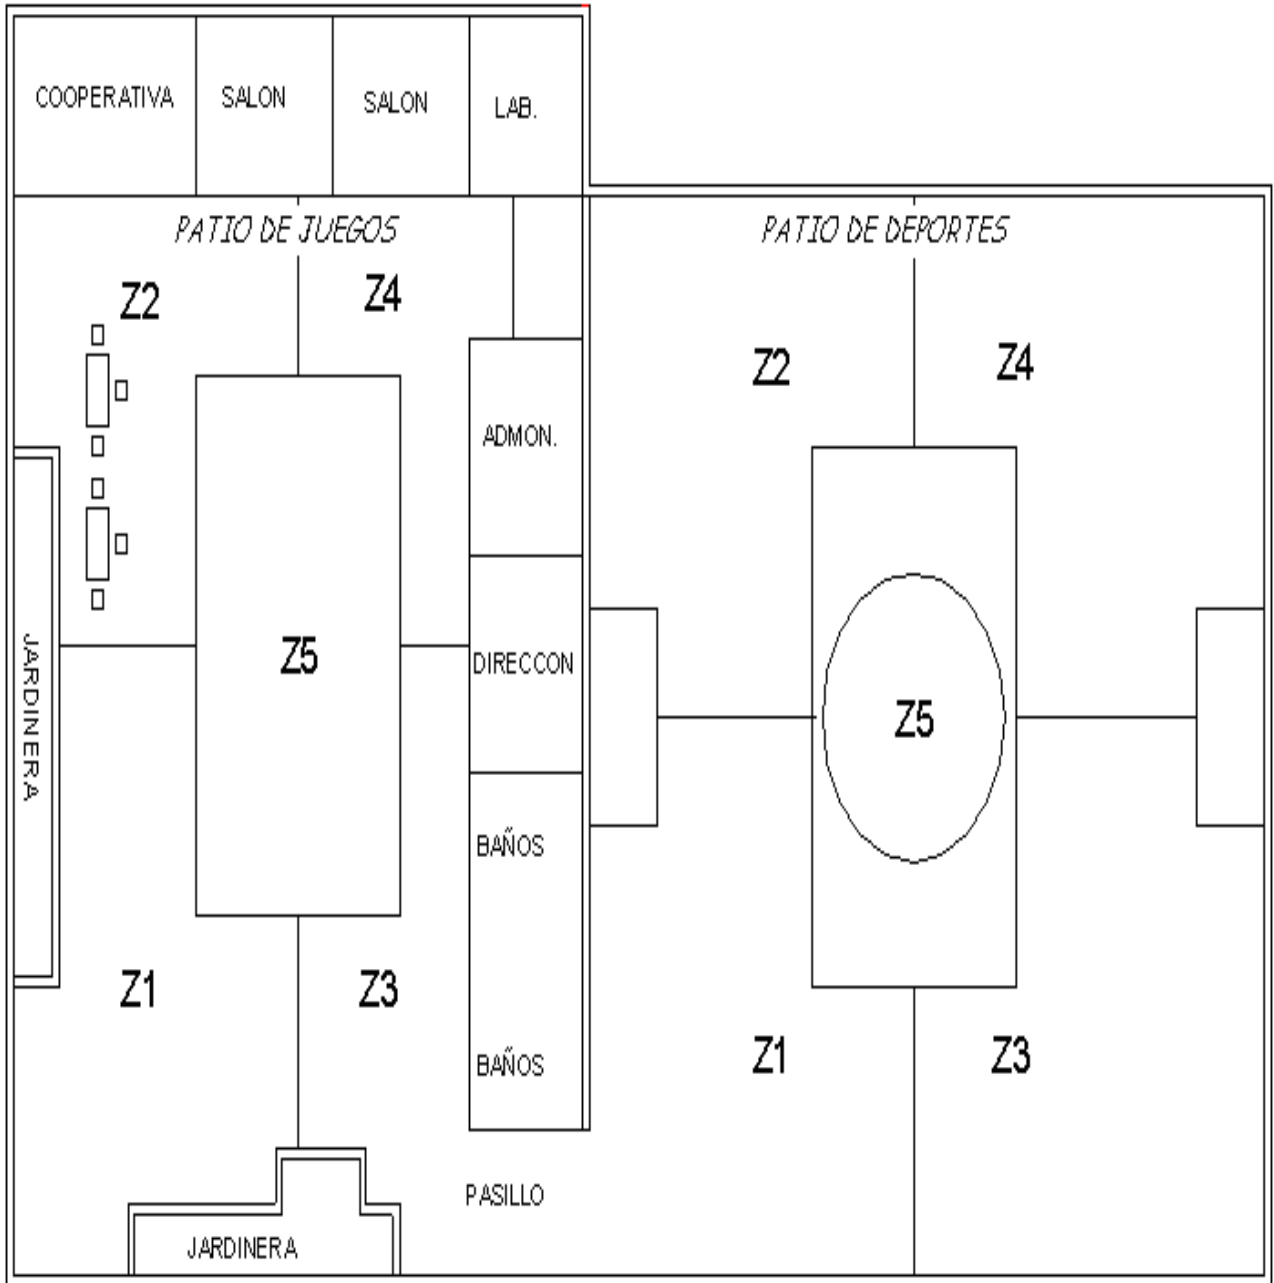 COOPERATIVA
SALON
SALON
LAB.
PATIO DE JUEGOS
PATIO DE DEPORTES
Z2
Z4
Z2
Z4
ADMON.
JARDINERA
Z5
DIRECCON
Z5
BAÑOS
Z1
Z3
BAÑOS
Z1
Z3
PASILLO
JARDINERA